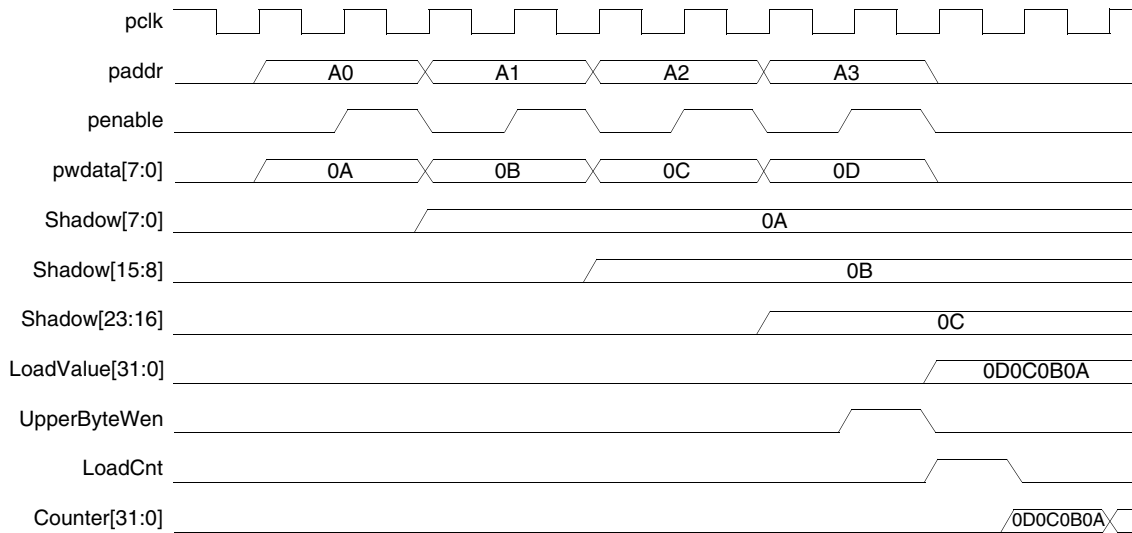 pclk
paddr A0 A1 A2 A3
penable
pwdata[7:0] 0A 0B 0C 0D
Shadow[7:0] 0A
Shadow[15:8] 0B
Shadow[23:16] 0C
LoadValue[31:0] 0D0C0B0A
UpperByteWen
LoadCnt
Counter[31:0] 0D0C0B0A